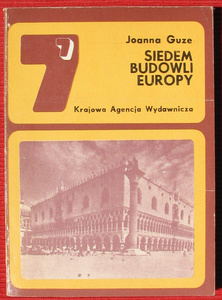 7
Joanna Guze
SIEDEM
BUDOWLI
EUROPY
Krajowa Agencja Wydawnicza